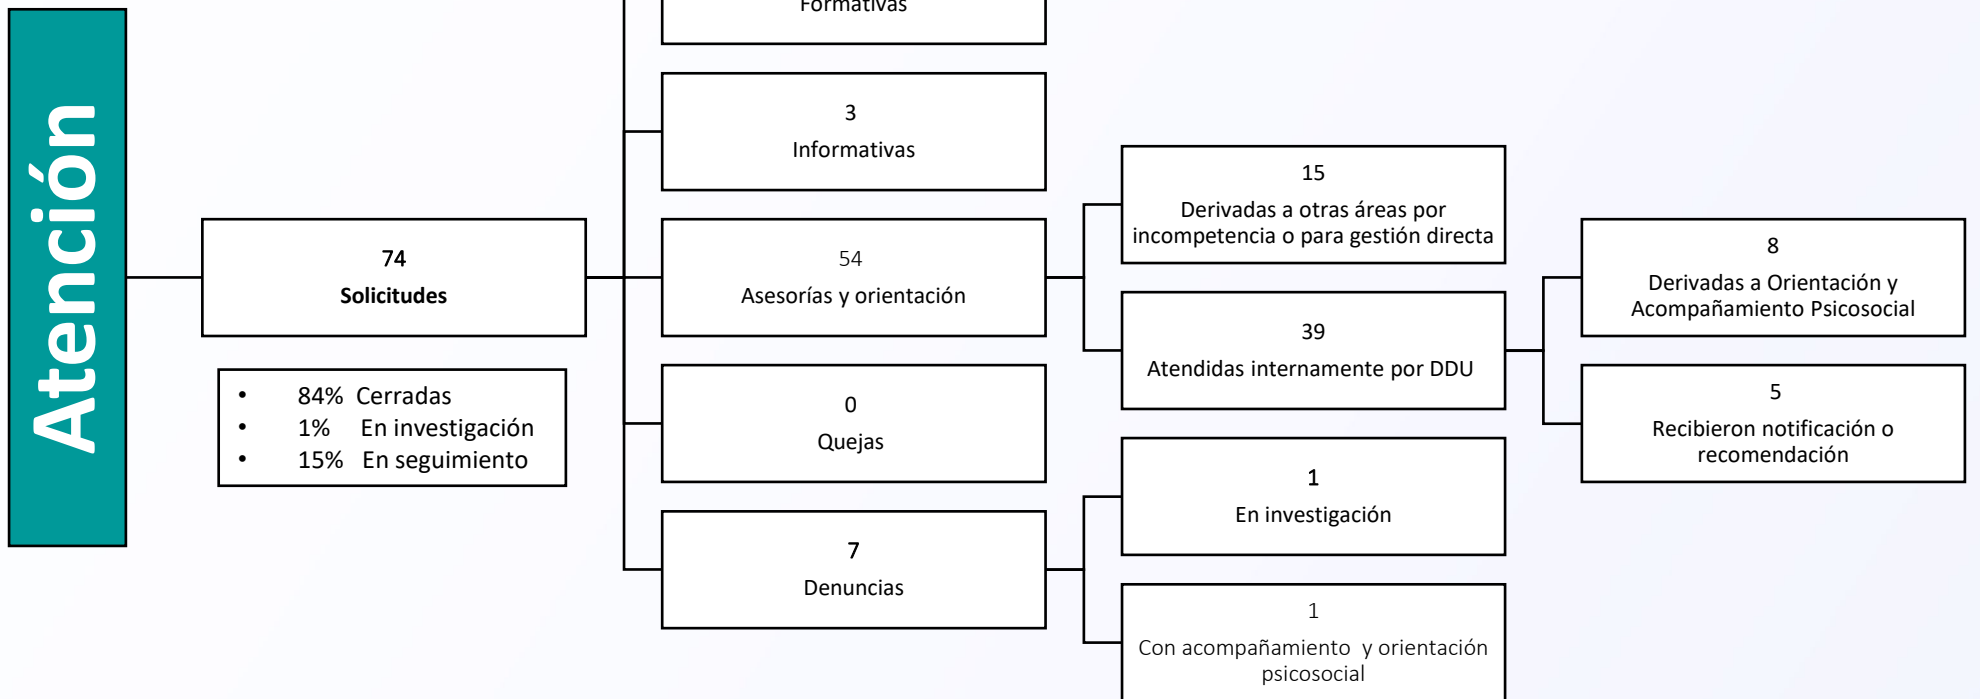 Atención
74
Solicitudes
• 84% Cerradas
• 1% En investigación
• 15% En seguimiento
Formativas
3
Informativas
54
Asesorías y orientación
0
Quejas
7
Denuncias
15
Derivadas a otras áreas por
incompetencia o para gestión directa
39
Atendidas internamente por DDU
1
En investigación
1
Con acompañamiento y orientación
psicosocial
8
Derivadas a Orientación y
Acompañamiento Psicosocial
5
Recibieron notificación o
recomendación